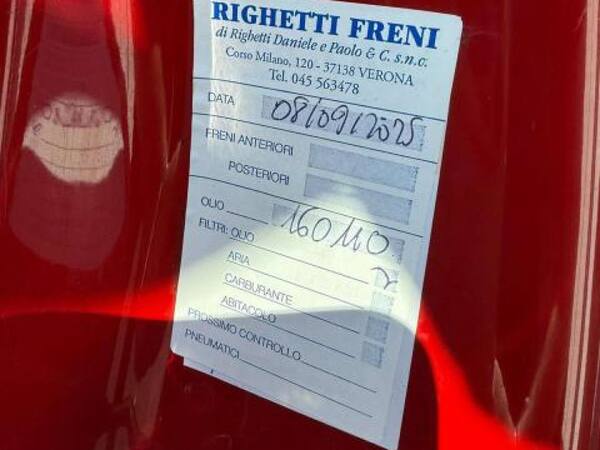 RIGHETTI FRENI
di Righetti Daniele e Paolo & C. s.n.c.
Corso Milano, 120 - 37138 VERONA
Tel. 045 563478
DATA 08/09/2025
FRENI ANTERIORI
POSTERIORI
OLIO 160110
FILTRI: OLIO
ARIA
CARBURANTE
ABITACOLO
PROSSIMO CONTROLLO
PNEUMATICI